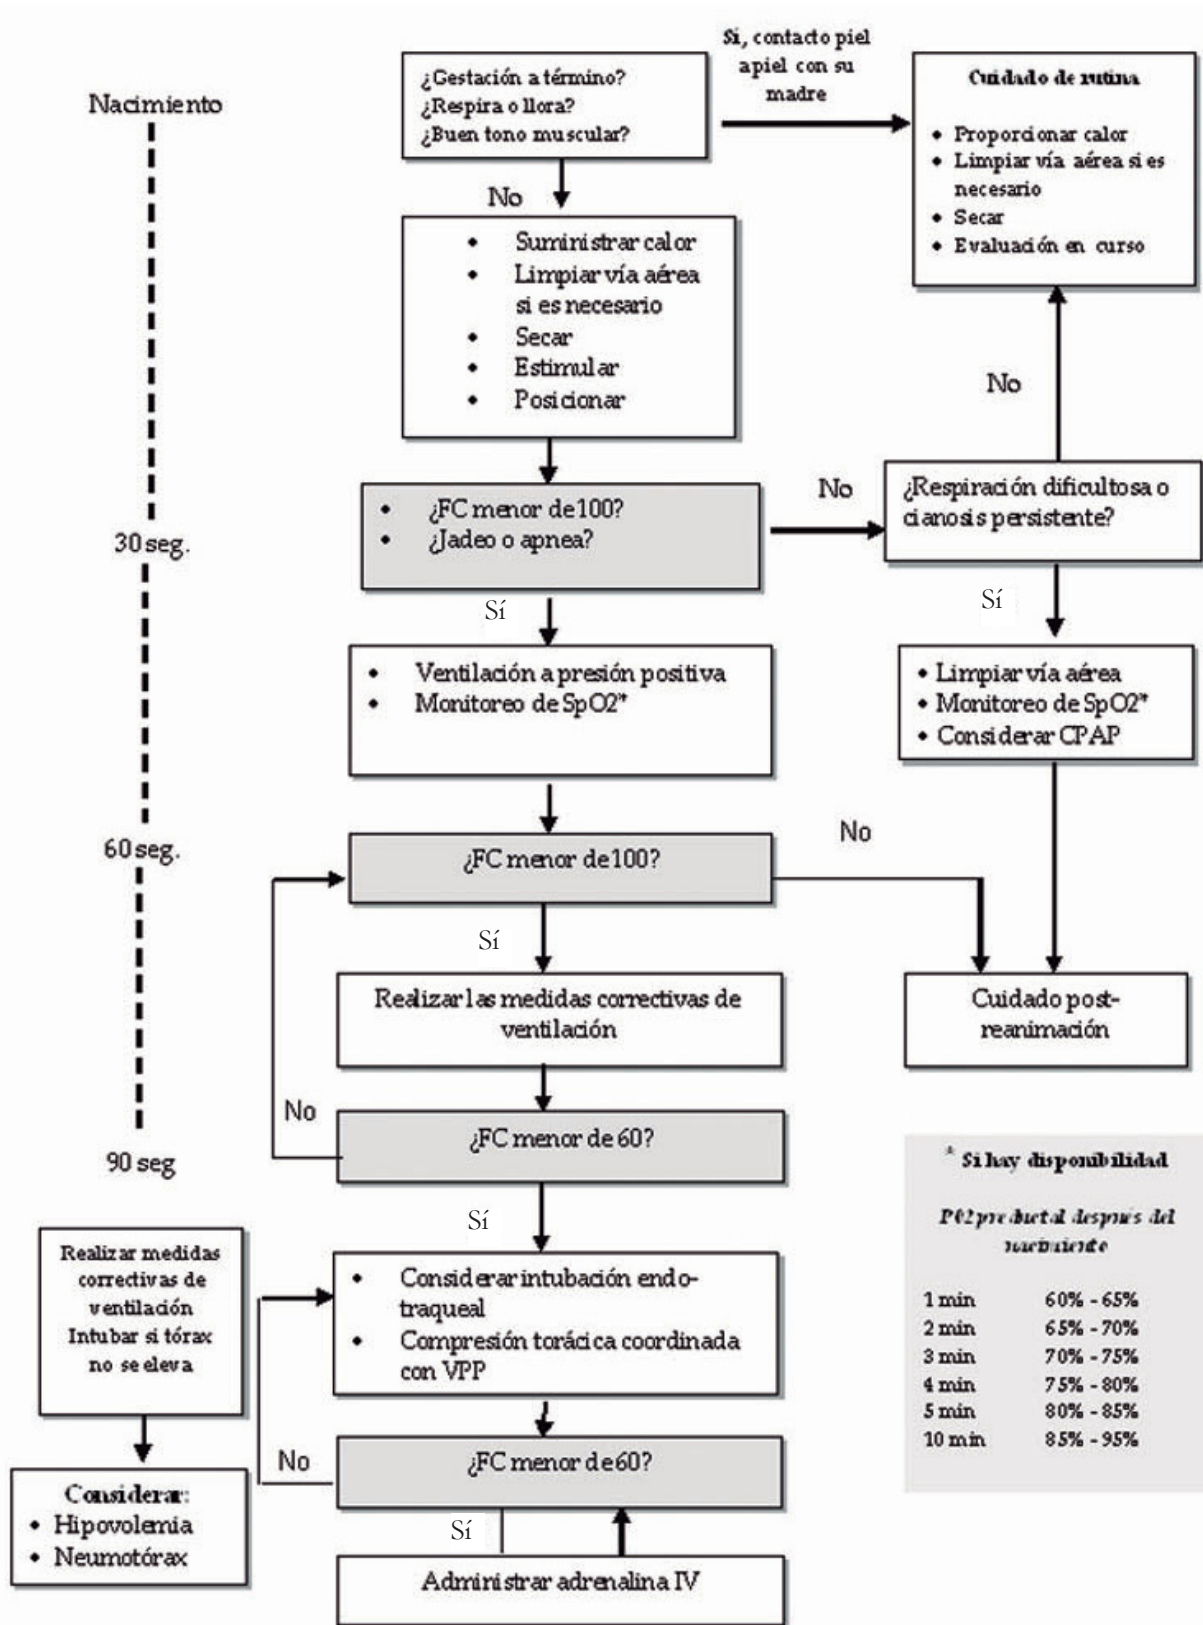 Nacimiento
¿Gestación a término?
¿Respira o llora?
¿Buen tono muscular?
Si, contacto piel
a piel con su
madre
Cuidado de rutina
• Proporcionar calor
• Limpiar vía aérea si es
necesario
• Secar
• Evaluación en curso
No
• Suministrar calor
• Limpiar vía aérea
si es necesario
• Secar
• Estimular
• Posicionar
No
30 seg.
• ¿FC menor de 100?
• ¿Jadeo o apnea?
No
¿Respiración dificultosa o
cianosis persistente?
Sí
Sí
• Ventilación a presión positiva
• Monitoreo de SpO2*
• Limpiar vía aérea
• Monitoreo de SpO2*
• Considerar CPAP
60 seg.
¿FC menor de 100?
No
Sí
Realizar las medidas correctivas de
ventilación
Cuidado post-
reanimación
No
90 seg
¿FC menor de 60?
Sí
Realizar medidas
correctivas de
ventilación
Intubar si tórax
no se eleva
• Considerar intubación endo-
traqueal
• Compresión torácica coordinada
con VPP
No
¿FC menor de 60?
Considerar:
• Hipovolemia
• Neumotórax
Sí
Administrar adrenalina IV
* Si hay disponibilidad
P02 preductal después del
nacimiento
1 min 60% - 65%
2 min 65% - 70%
3 min 70% - 75%
4 min 75% - 80%
5 min 80% - 85%
10 min 85% - 95%